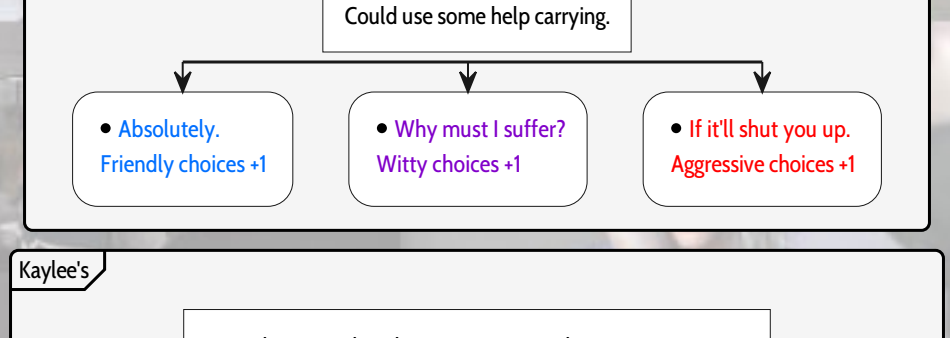 Could use some help carrying.
Absolutely.
Friendly choices +1
Why must I suffer?
Witty choices +1
If it'll shut you up.
Aggressive choices +1
Kaylee's